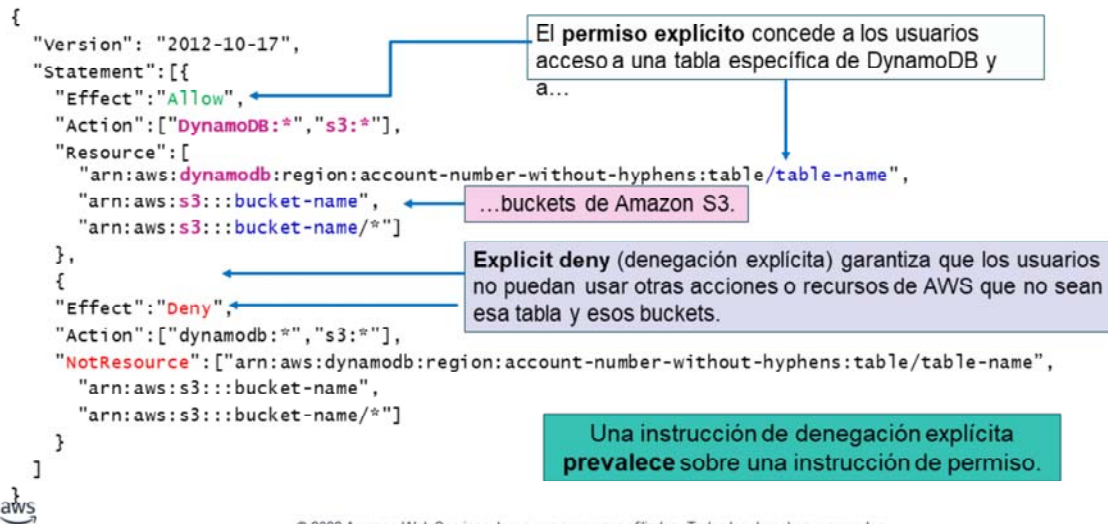 {
"Version": "2012-10-17",
"Statement":[{
"Effect":"Allow",
"Action":["DynamoDB:*","s3:*"],
"Resource":[
"arn:aws:dynamodb:region:account-number-without-hyphens:table/table-name",
"arn:aws:s3:::bucket-name",
"arn:aws:s3:::bucket-name/*"]
},
{
"Effect":"Deny",
"Action":["dynamodb:*","s3:*"],
"NotResource":["arn:aws:dynamodb:region:account-number-without-hyphens:table/table-name",
"arn:aws:s3:::bucket-name",
"arn:aws:s3:::bucket-name/*"]
}
]
}
El permiso explícito concede a los usuarios
acceso a una tabla específica de DynamoDB y
a…
…buckets de Amazon S3.
Explicit deny (denegación explícita) garantiza que los usuarios
no puedan usar otras acciones o recursos de AWS que no sean
esa tabla y esos buckets.
Una instrucción de denegación explícita
prevalece sobre una instrucción de permiso.
aws